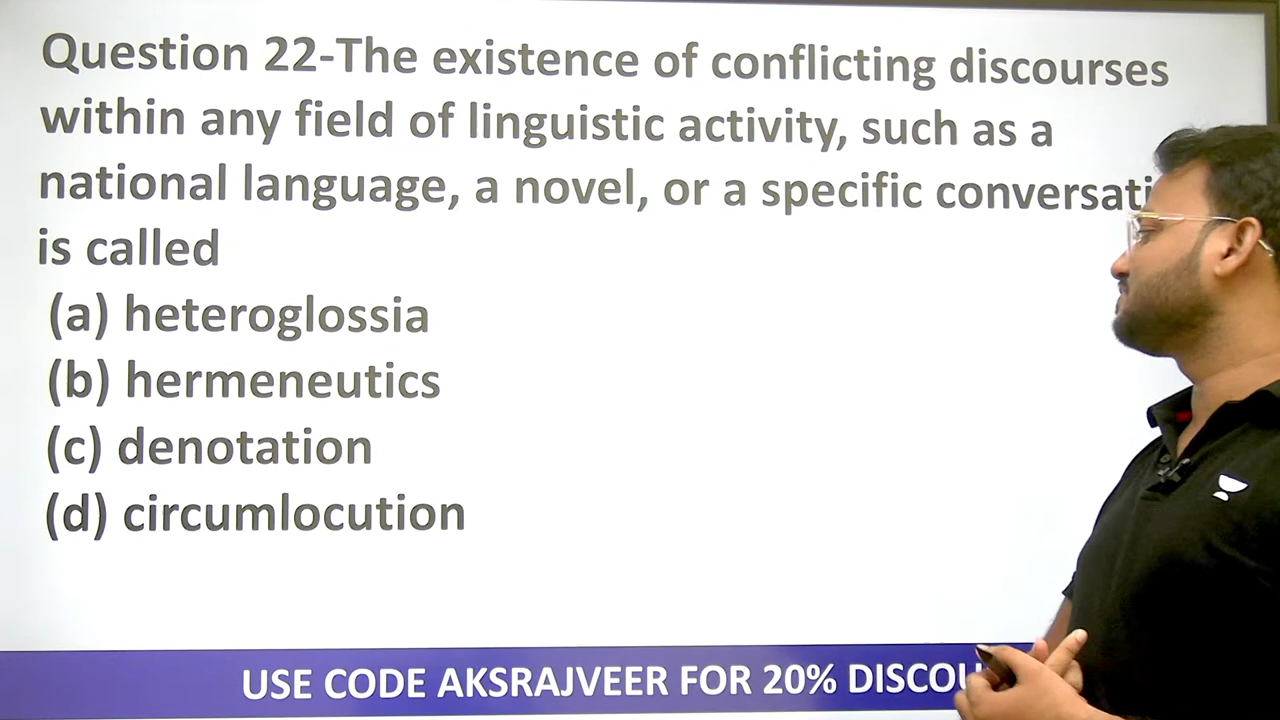 Question 22-The existence of conflicting discourses
within any field of linguistic activity, such as a
national language, a novel, or a specific
is called
(a) heteroglossia
(b) hermeneutics
(c) denotation
(d) circumlocution
USE CODE AKSRAJVEER FOR 20%